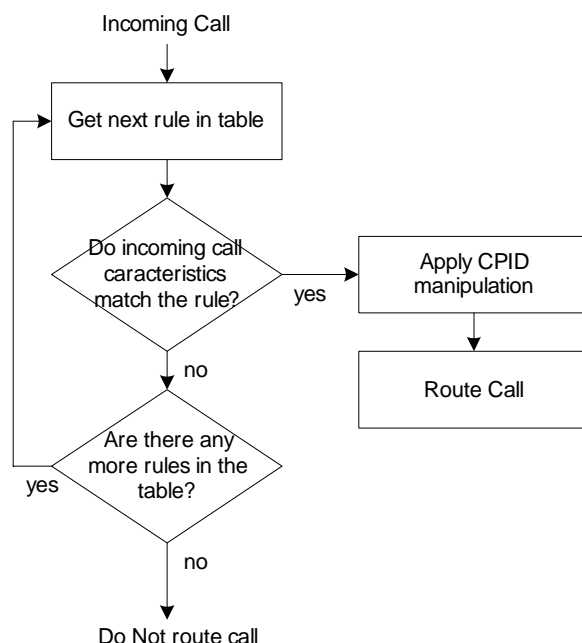 Incoming Call
Get next rule in table
Do incoming call
caracteristics
match the rule?
yes
Apply CPID
manipulation
no
Route Call
Are there any
more rules in the
table?
yes
no
Do Not route call